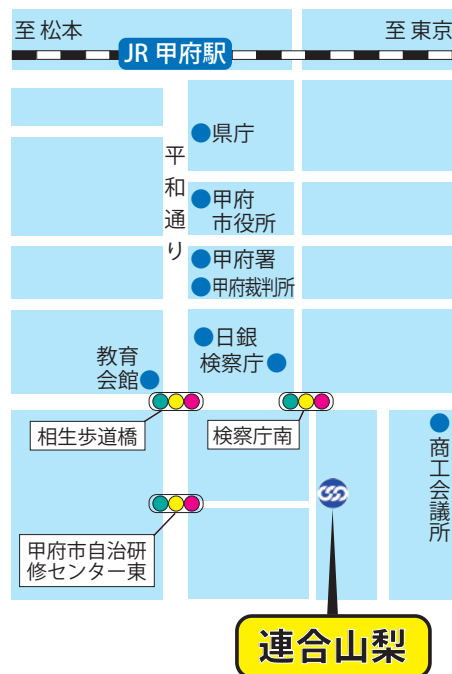 至 松本
至 東京
JR 甲府駅
平和通り
県庁
甲府
市役所
甲府署
甲府裁判所
日銀
検察庁
教育
会館
相生歩道橋
検察庁南
商工会議所
甲府市自治研
修センター東
連合山梨